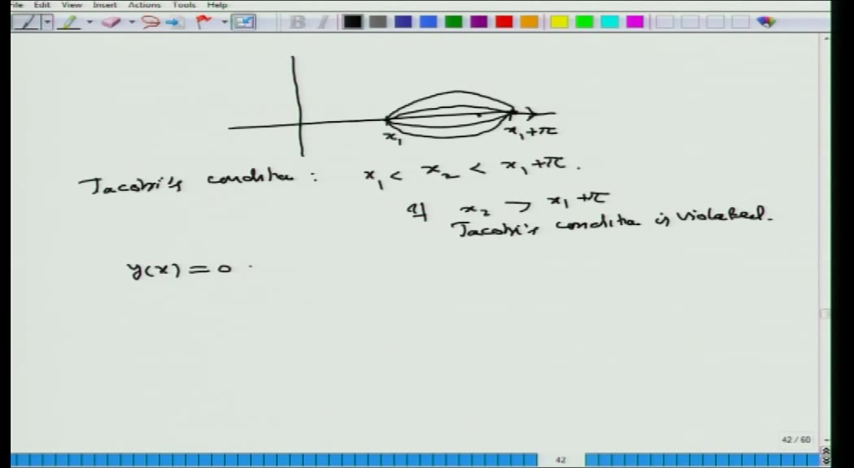 File Edit View Insert Actions Tools Help
B I
x₁ x₁+π
Jacobi's condition : x₁ < x₂ < x₁+π .
If x₂ > x₁+π
Jacobi's condition is violated.
y(x) = 0
42 / 60
42